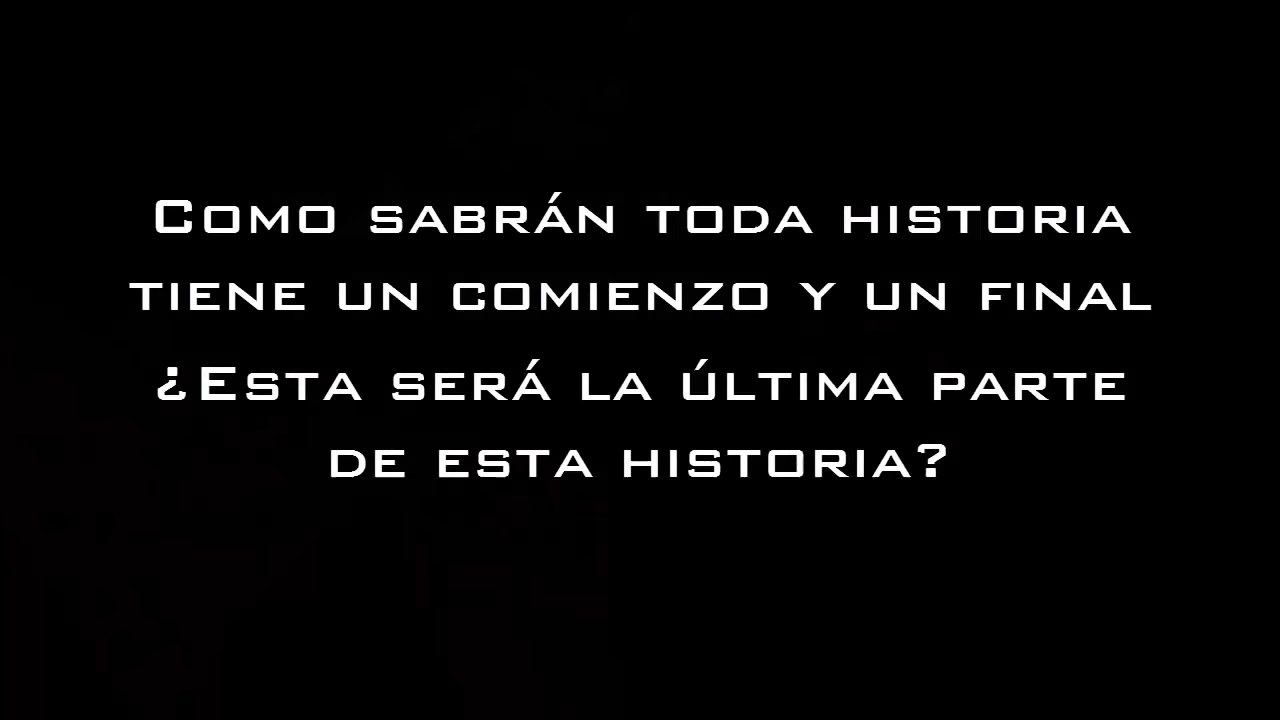 Como sabrán toda historia
tiene un comienzo y un final
¿Esta será la última parte
de esta historia?